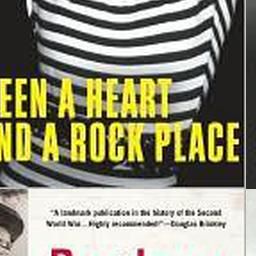 EEN A HEART
ND A ROCK PLACE
"A landmark publication in the history of the Second
World War... Highly recommended!"—Douglas Brinkley